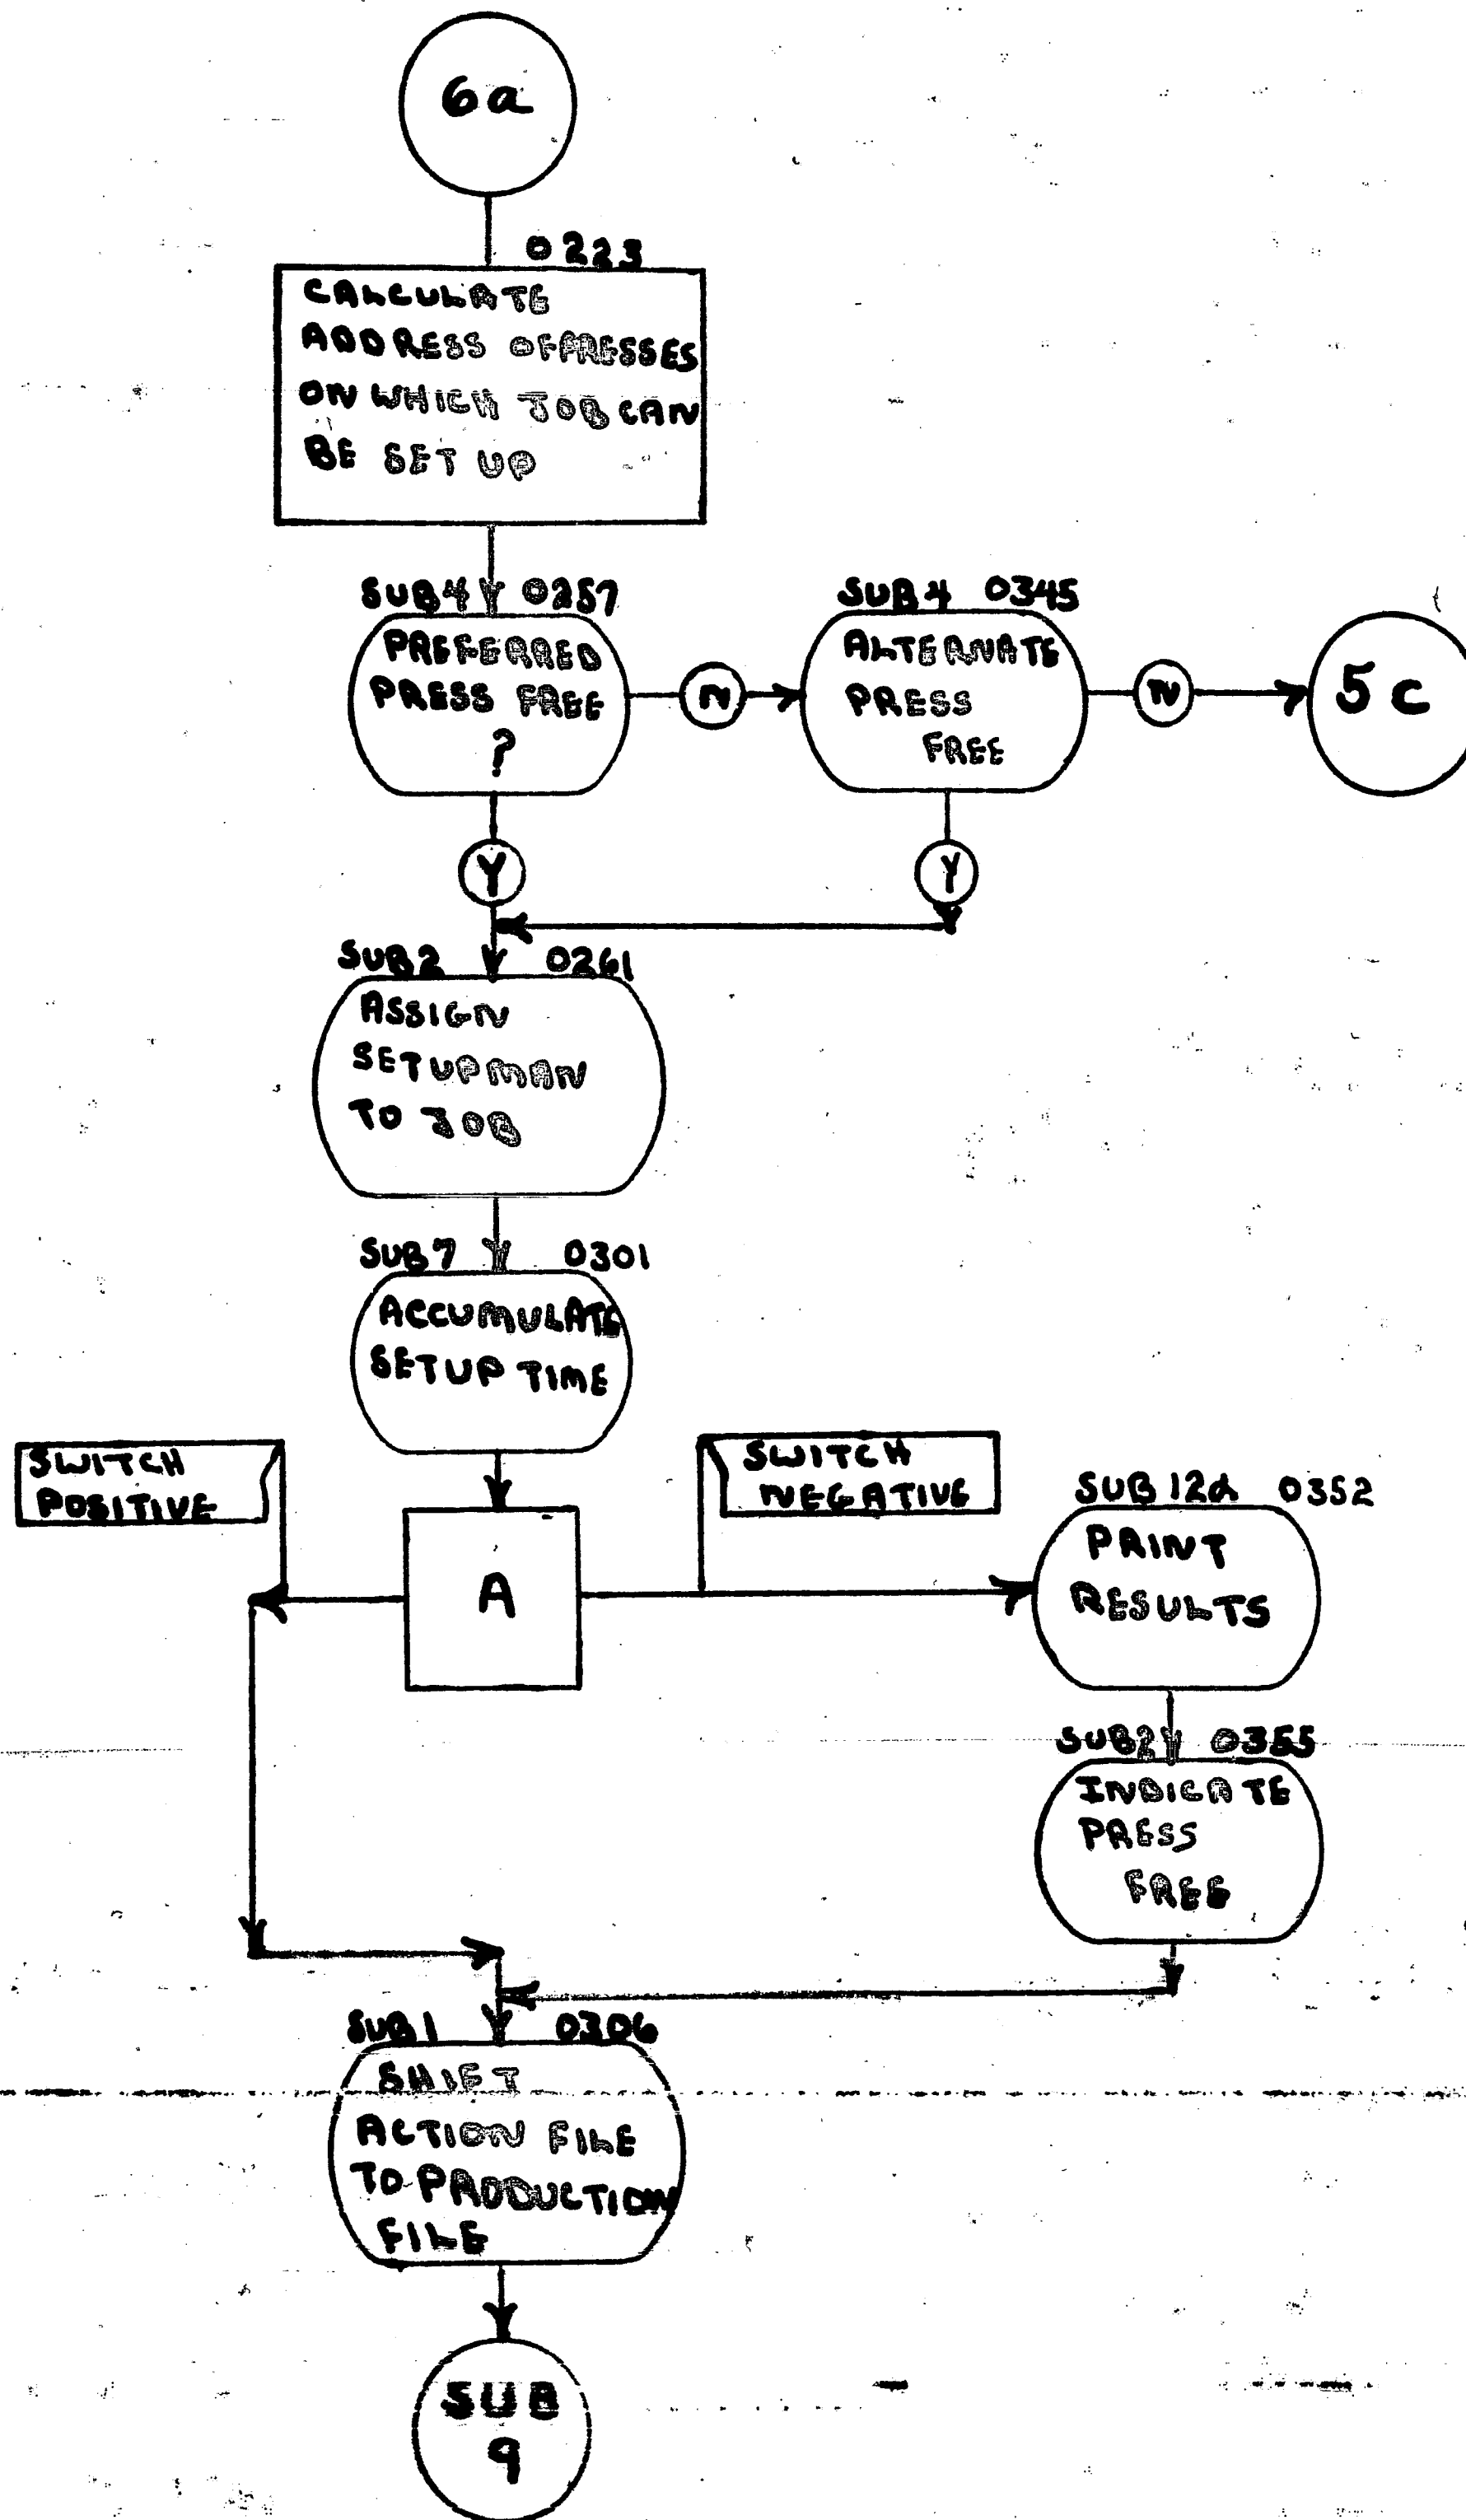 6a
0223
CALCULATE
ADDRESS OF PRESSES
ON WHICH JOB CAN
BE SET UP
SUB4 0257
PREFERRED
PRESS FREE
?
N
SUB4 0345
ALTERNATE
PRESS
FREE
N
5c
Y
Y
SUB2 0261
ASSIGN
SETUPMAN
TO JOB
SUB7 0301
ACCUMULATE
SETUP TIME
SWITCH
POSITIVE
A
SWITCH
NEGATIVE
SUB 12a 0352
PRINT
RESULTS
SUB2 0355
INDICATE
PRESS
FREE
SUB1 0306
SHIFT
ACTION FILE
TO PRODUCTION
FILE
SUB
9